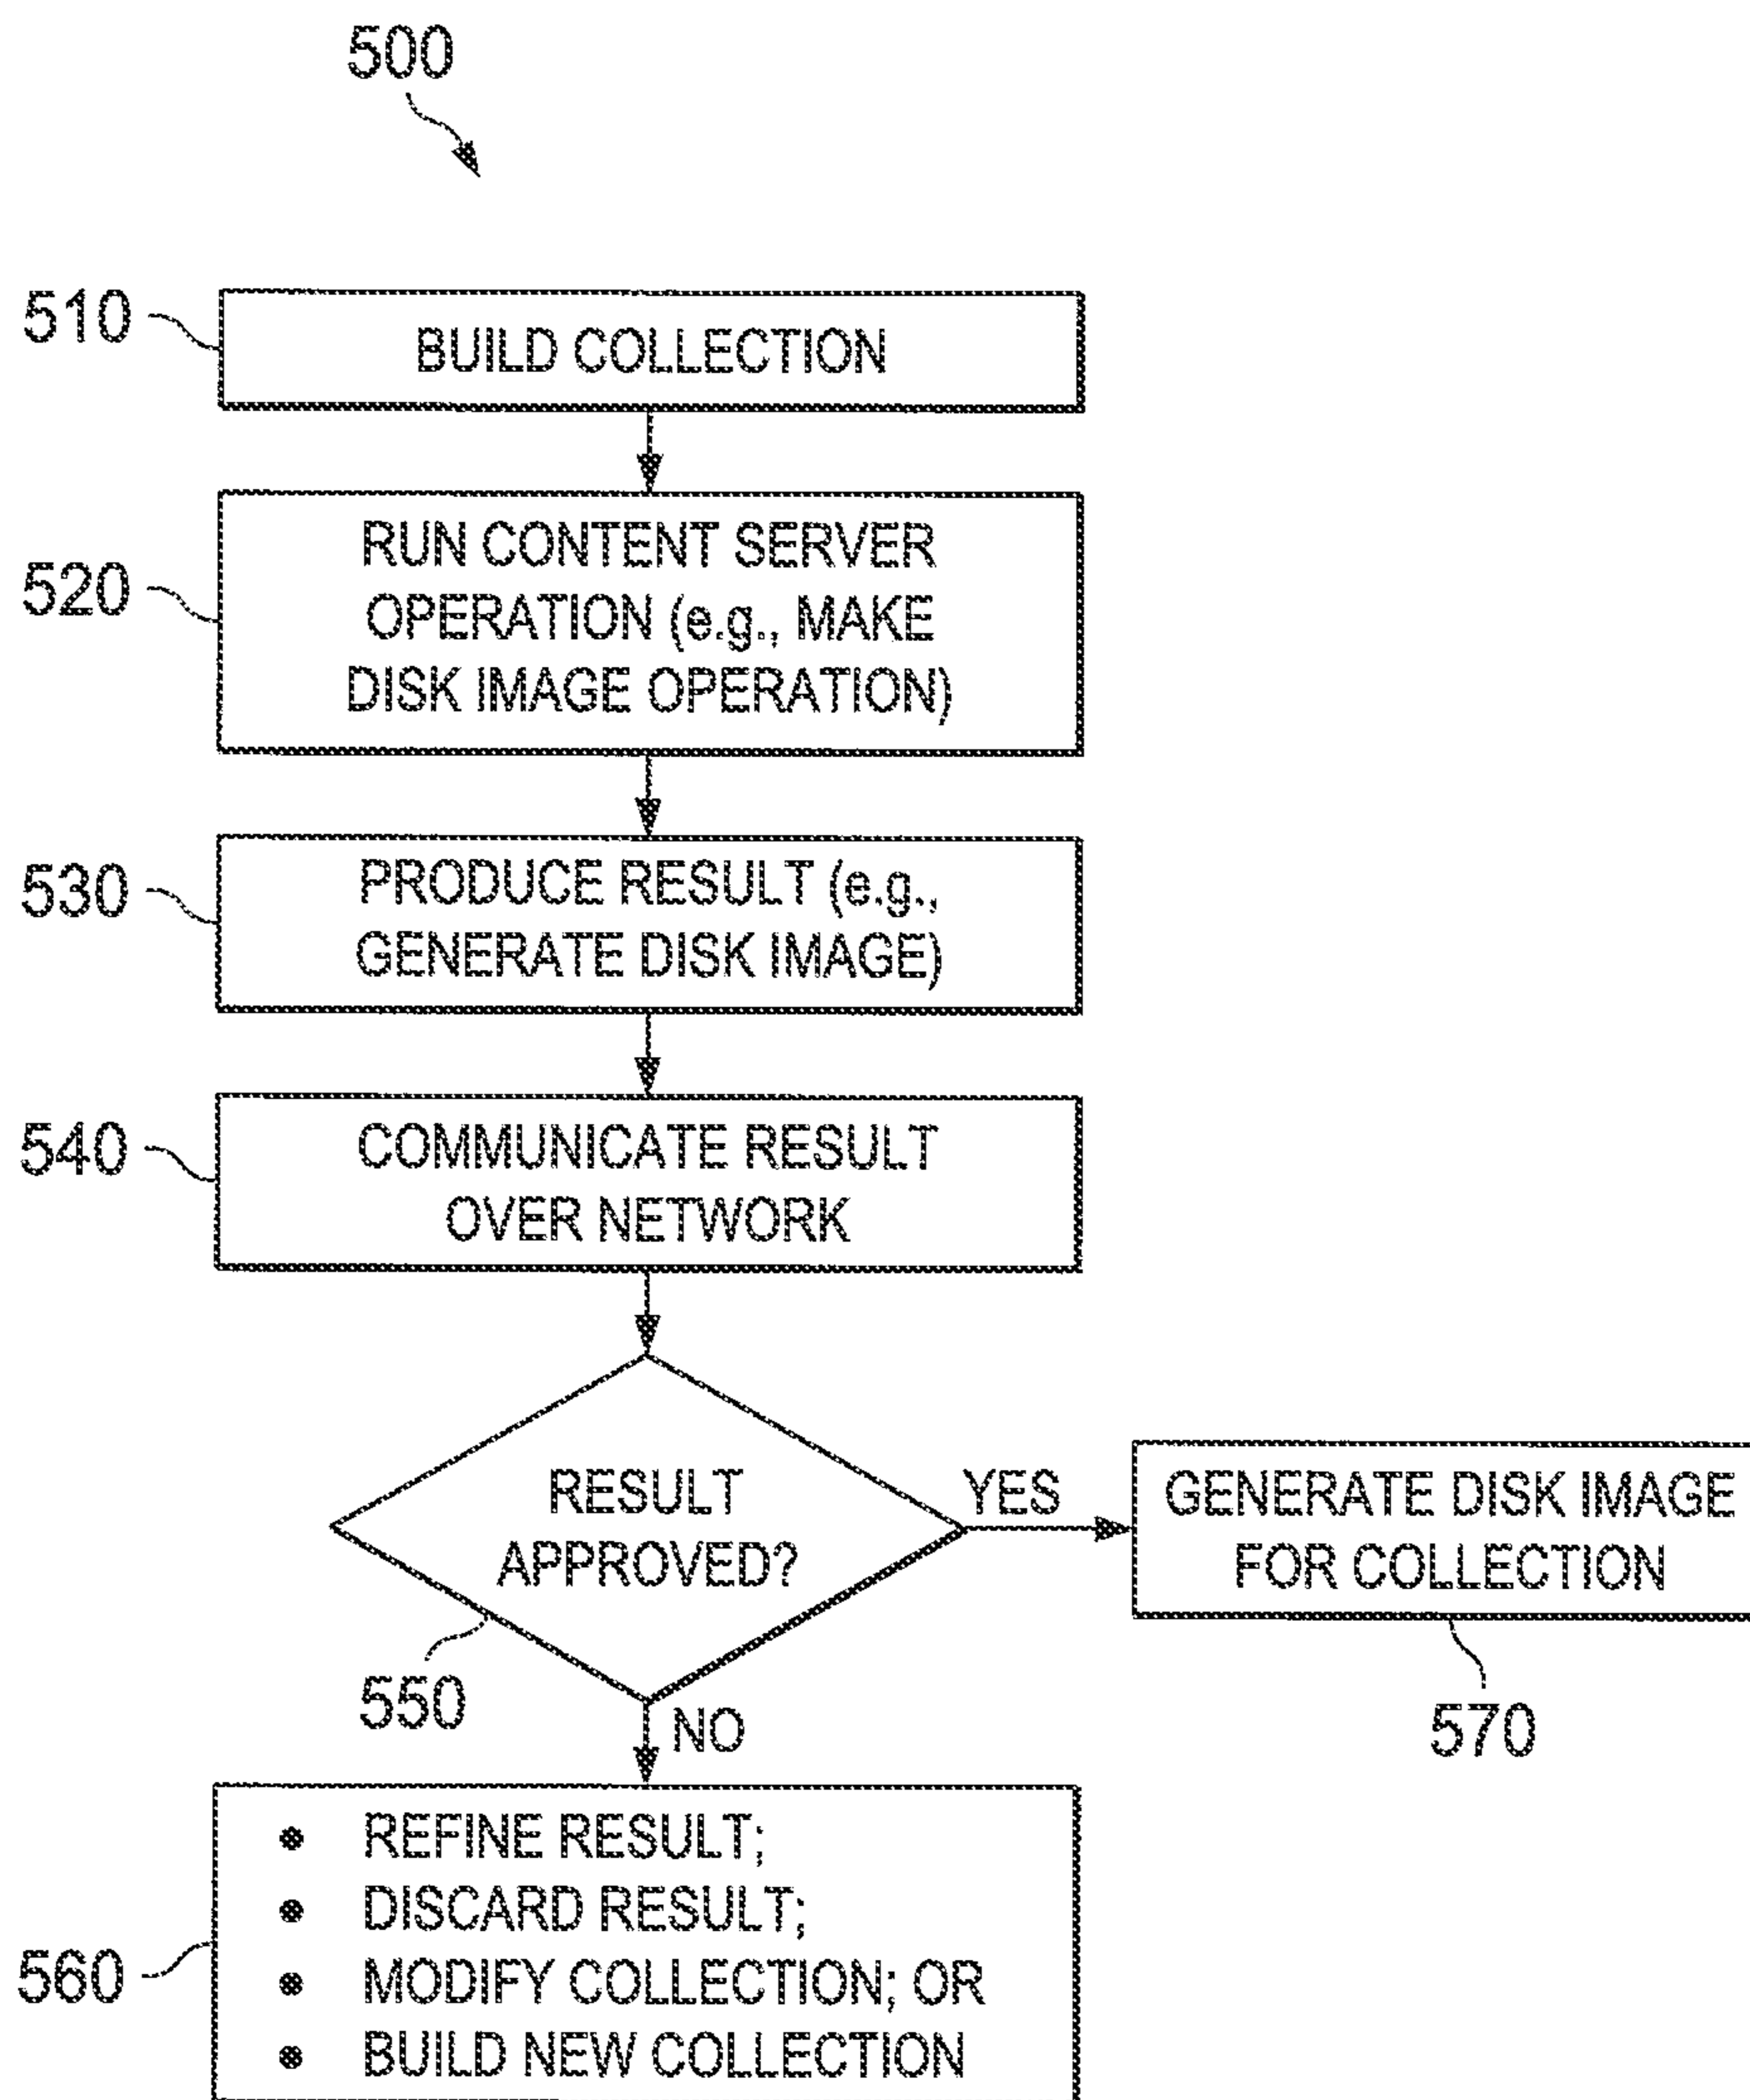 500
510
BUILD COLLECTION
520
RUN CONTENT SERVER
OPERATION (e.g., MAKE
DISK IMAGE OPERATION)
530
PRODUCE RESULT (e.g.,
GENERATE DISK IMAGE)
540
COMMUNICATE RESULT
OVER NETWORK
RESULT
APPROVED?
YES
GENERATE DISK IMAGE
FOR COLLECTION
550
NO
570
560
• REFINE RESULT;
• DISCARD RESULT;
• MODIFY COLLECTION; OR
• BUILD NEW COLLECTION